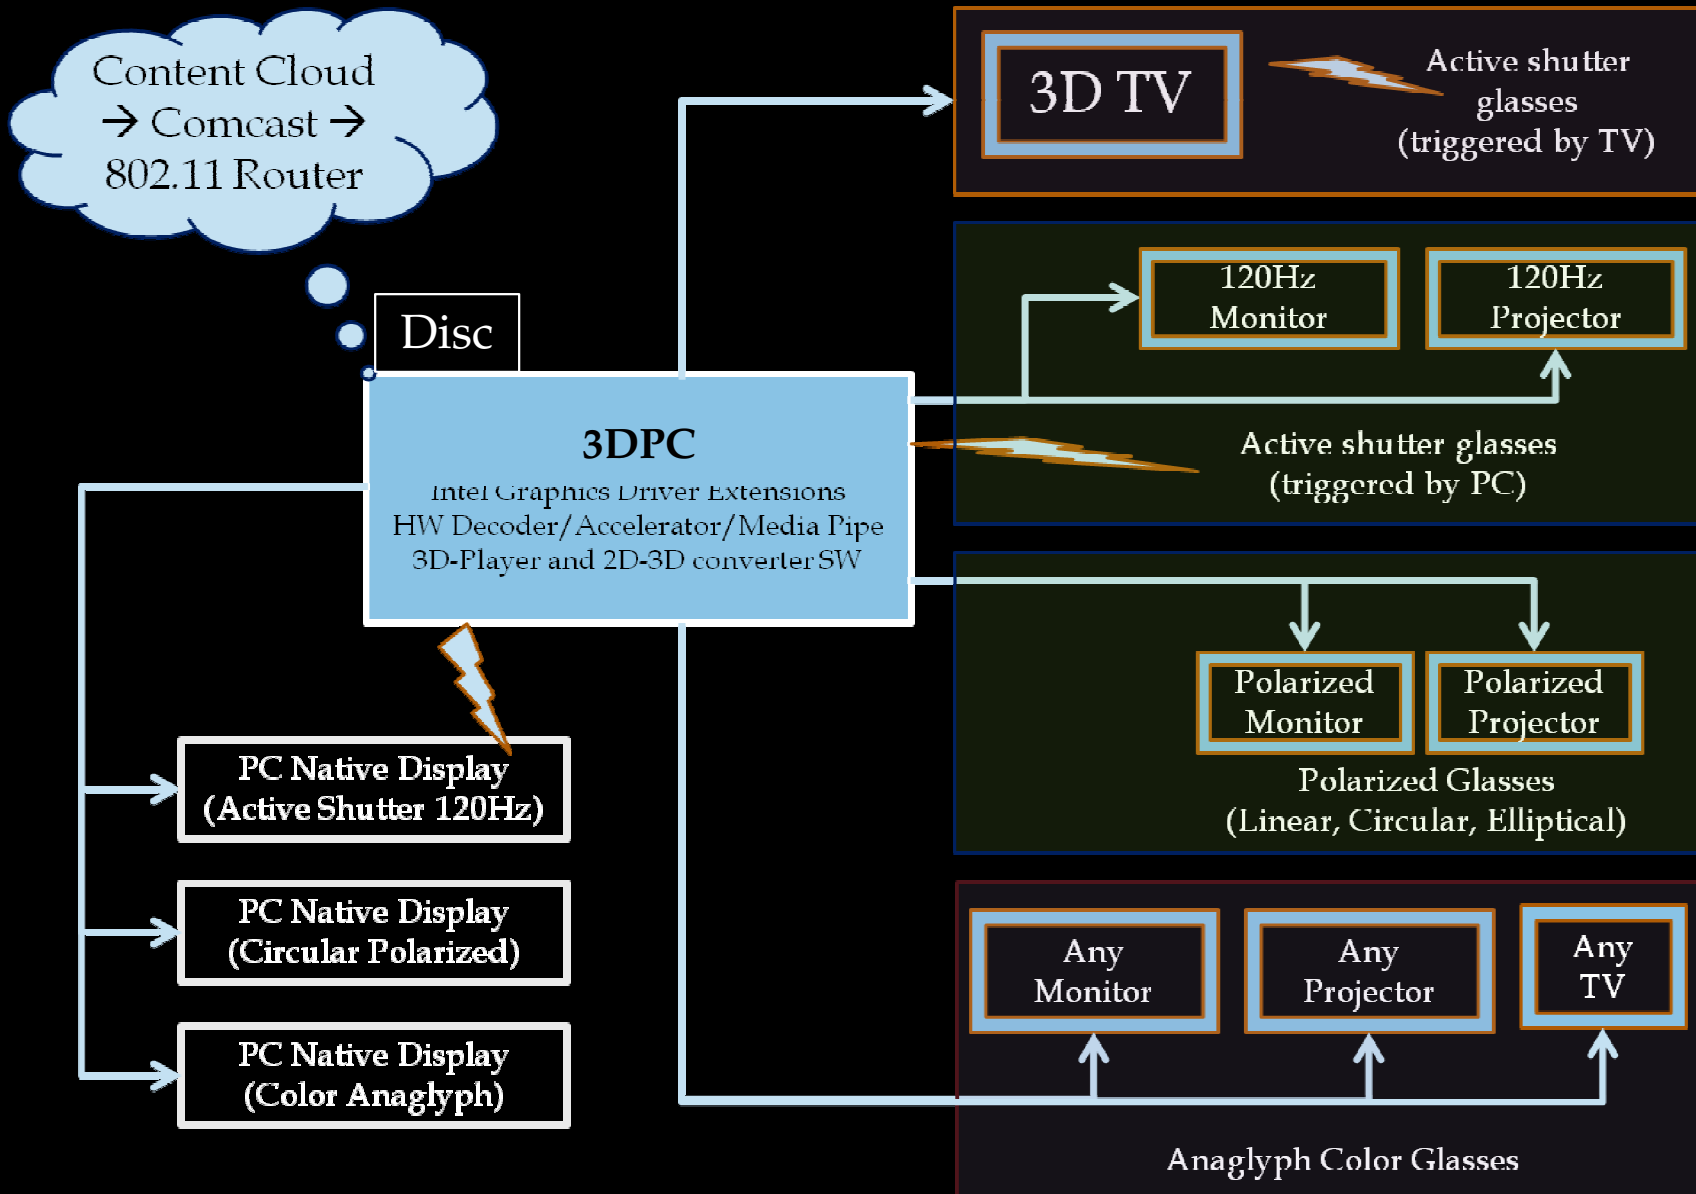 Content Cloud
→ Comcast →
802.11 Router
Disc
3DPC
Intel Graphics Driver Extensions
HW Decoder/Accelerator/Media Pipe
3D-Player and 2D-3D converter SW
PC Native Display
(Active Shutter 120Hz)
PC Native Display
(Circular Polarized)
PC Native Display
(Color Anaglyph)
3D TV
Active shutter
glasses
(triggered by TV)
120Hz
Monitor
120Hz
Projector
Active shutter glasses
(triggered by PC)
Polarized
Monitor
Polarized
Projector
Polarized Glasses
(Linear, Circular, Elliptical)
Any
Monitor
Any
Projector
Any
TV
Anaglyph Color Glasses